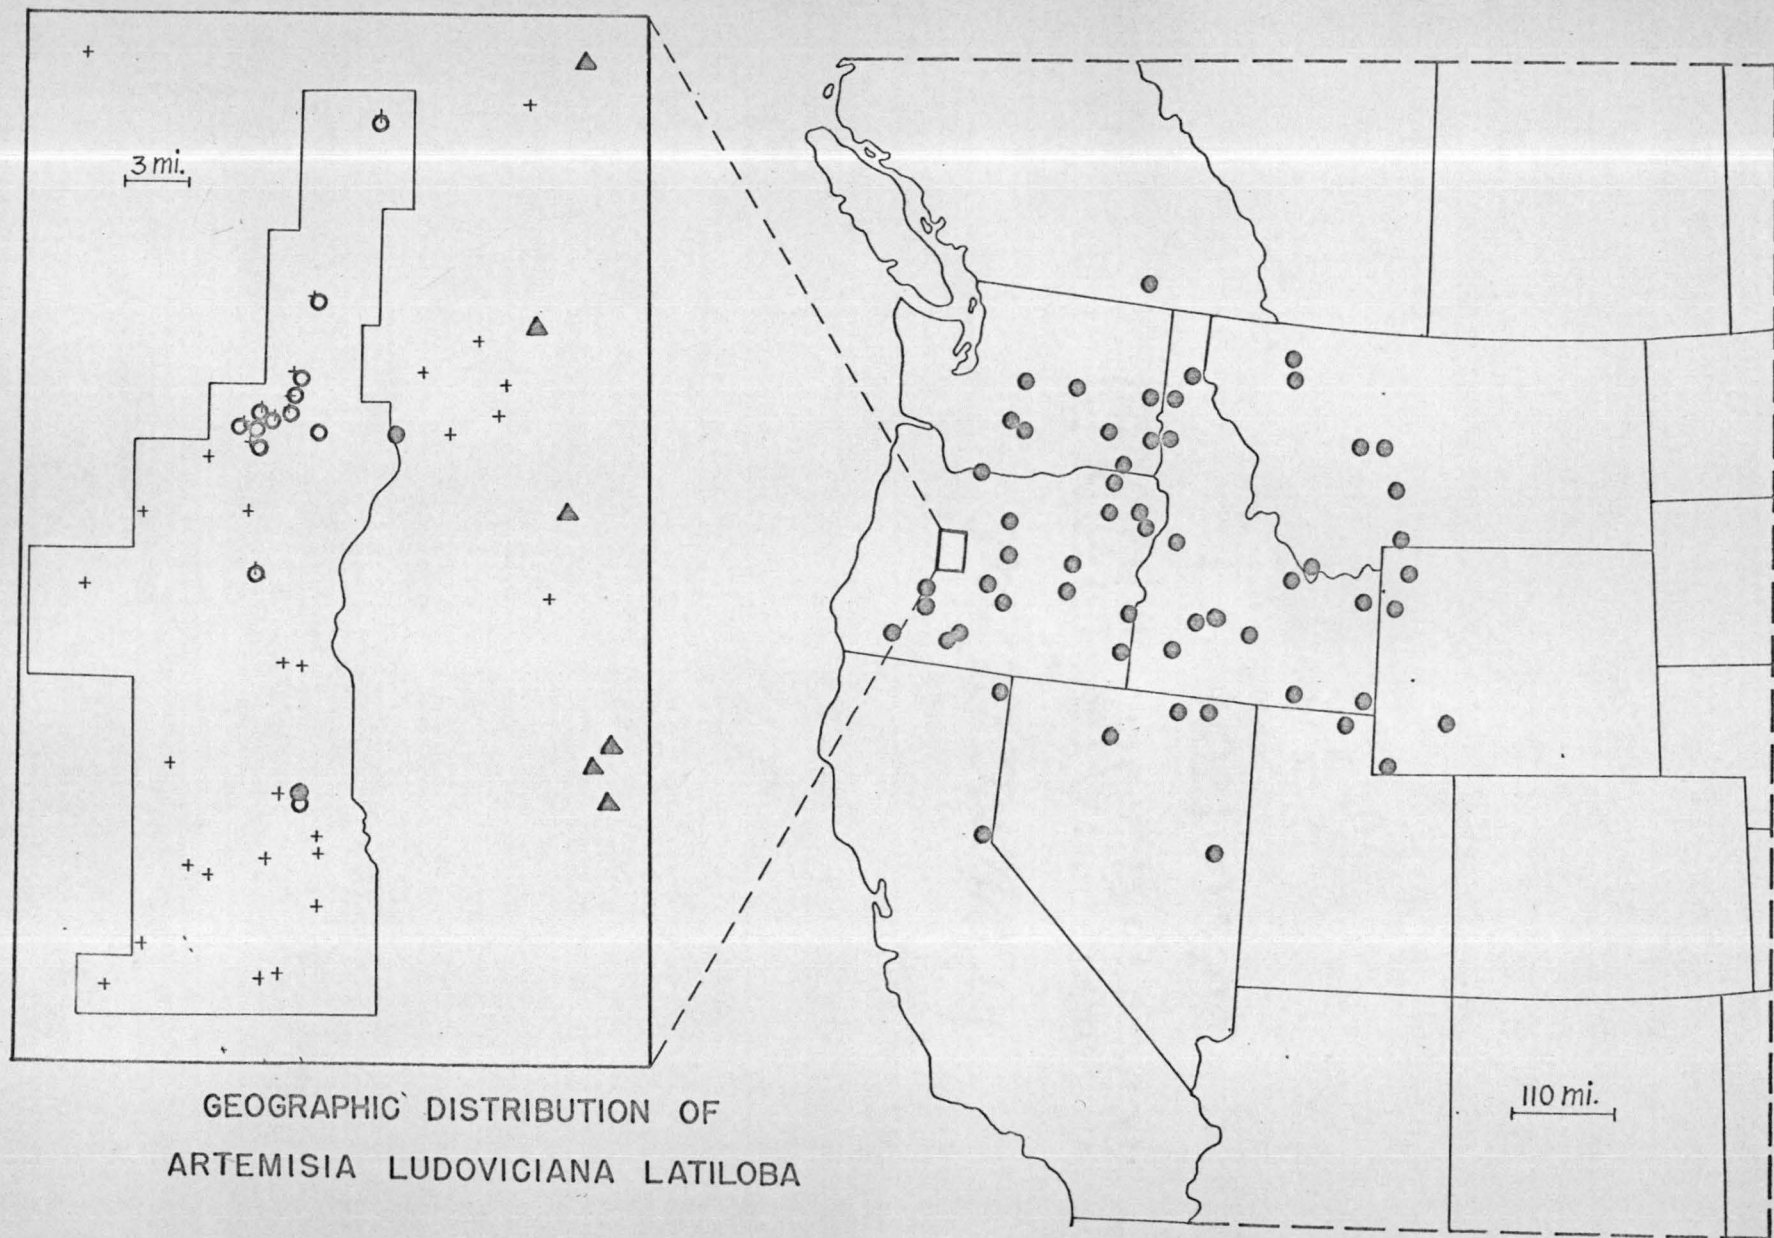 3 mi.
110 mi.
GEOGRAPHIC DISTRIBUTION OF
ARTEMISIA LUDOVICIANA LATILOBA